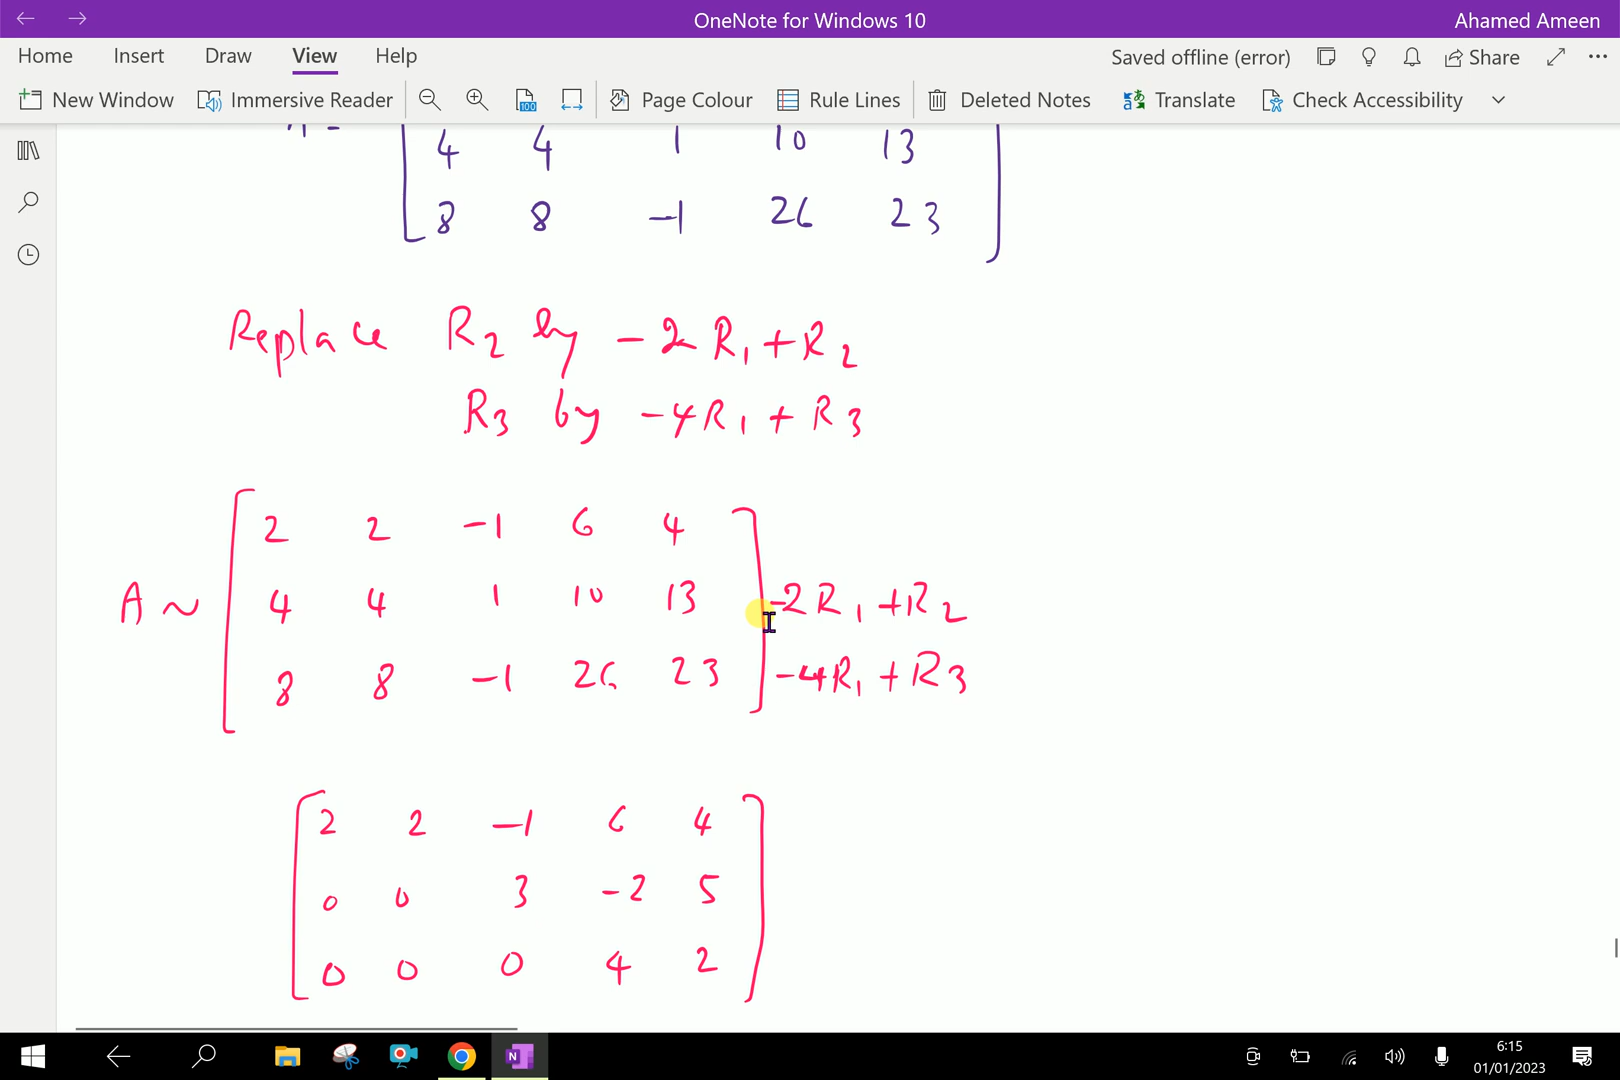 OneNote for Windows 10 Ahamed Ameen
Home Insert Draw View Help Saved offline (error) Share
New Window Immersive Reader 100 Page Colour Rule Lines Deleted Notes Translate Check Accessibility
A =
4 4 1 10 13
8 8 -1 26 23
Replace R2 by -2R1+R2
R3 by -4R1+R3
2 2 -1 6 4
A ~ 4 4 1 10 13 -2R1+R2
8 8 -1 26 23 -4R1+R3
2 2 -1 6 4
0 0 3 -2 5
0 0 0 4 2
6:15
01/01/2023